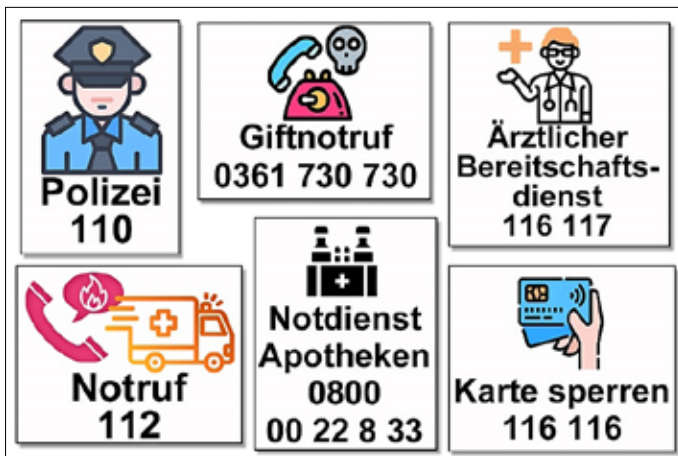 Polizei
110
Giftnotruf
0361 730 730
Ärztlicher
Bereitschafts-
dienst
116 117
Notruf
112
Notdienst
Apotheken
0800
00 22 8 33
Karte sperren
116 116